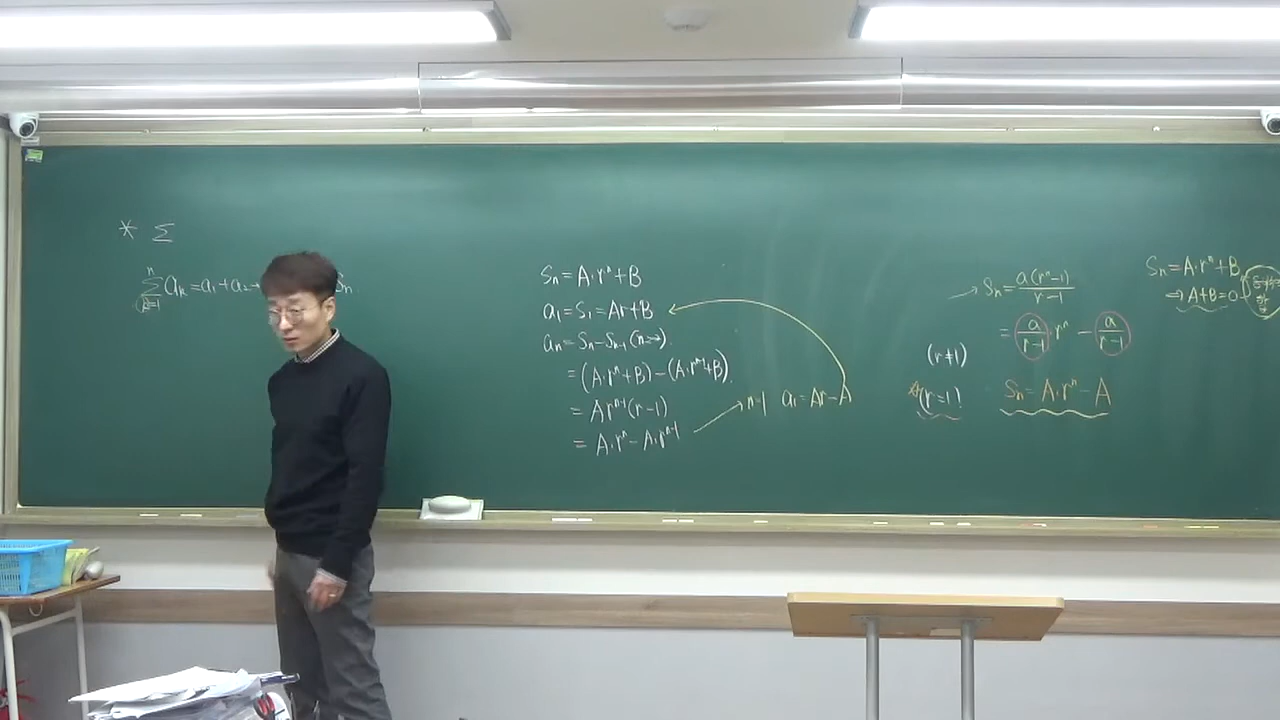 * Σ
n
Σ aₖ = a₁ + a₂ +
k=1
Sₙ
Sₙ = A·rⁿ + B
a₁ = S₁ = Ar + B
aₙ = Sₙ − Sₙ₋₁ (n≥2)
= (A·rⁿ + B) − (A·rⁿ⁻¹ + B)
= Arⁿ⁻¹(r−1)
= A·rⁿ − A·rⁿ⁻¹
n=1 a₁ = Ar − A
(r≠1)
(r=1)
→ Sₙ = a(rⁿ−1)/(r−1)
= a/(r−1) · rⁿ − a/(r−1)
Sₙ = A·rⁿ − A
Sₙ = A·rⁿ + B
⇒ A+B=0